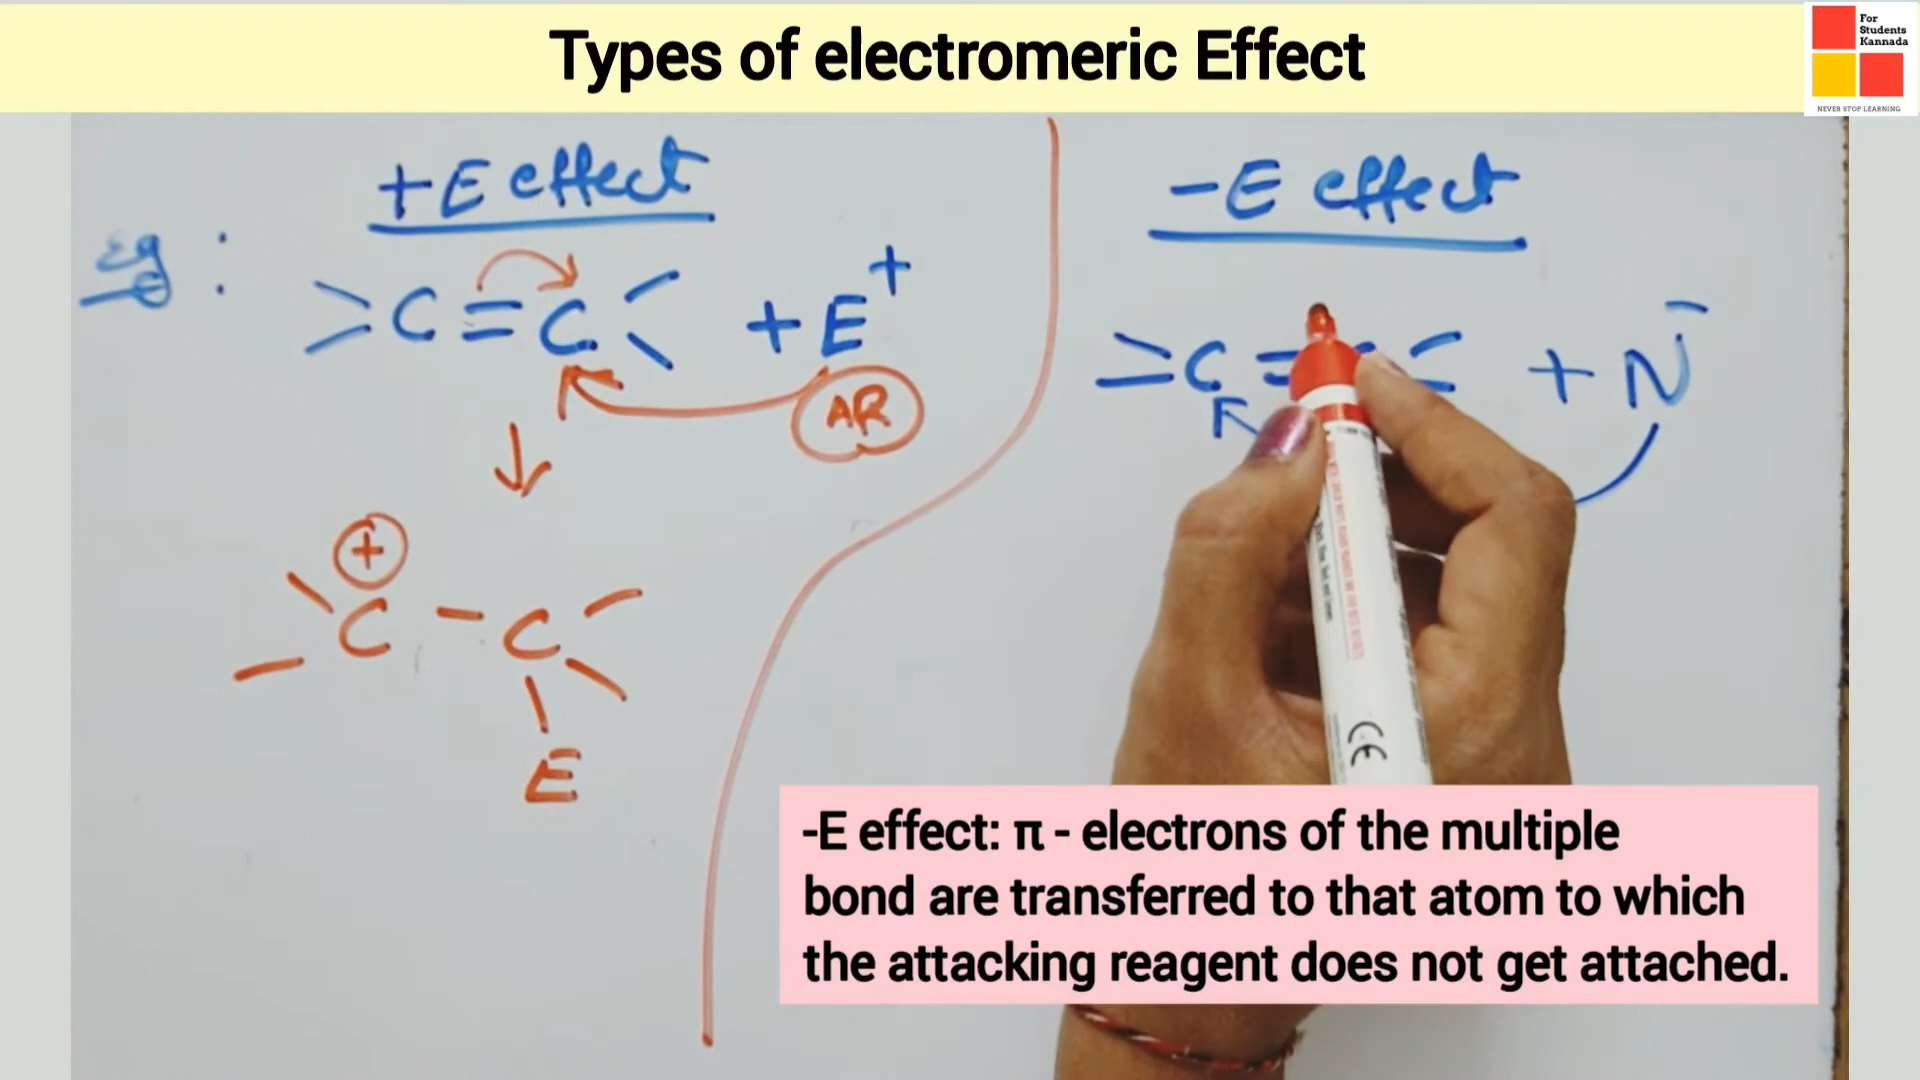 Types of electromeric Effect
For
Students
Kannada
NEVER STOP LEARNING
+E effect
Eg :
>C=C< + E+
AR
↓
+
C - C
E
-E effect
C = + N-
CE
-E effect: π - electrons of the multiple
bond are transferred to that atom to which
the attacking reagent does not get attached.